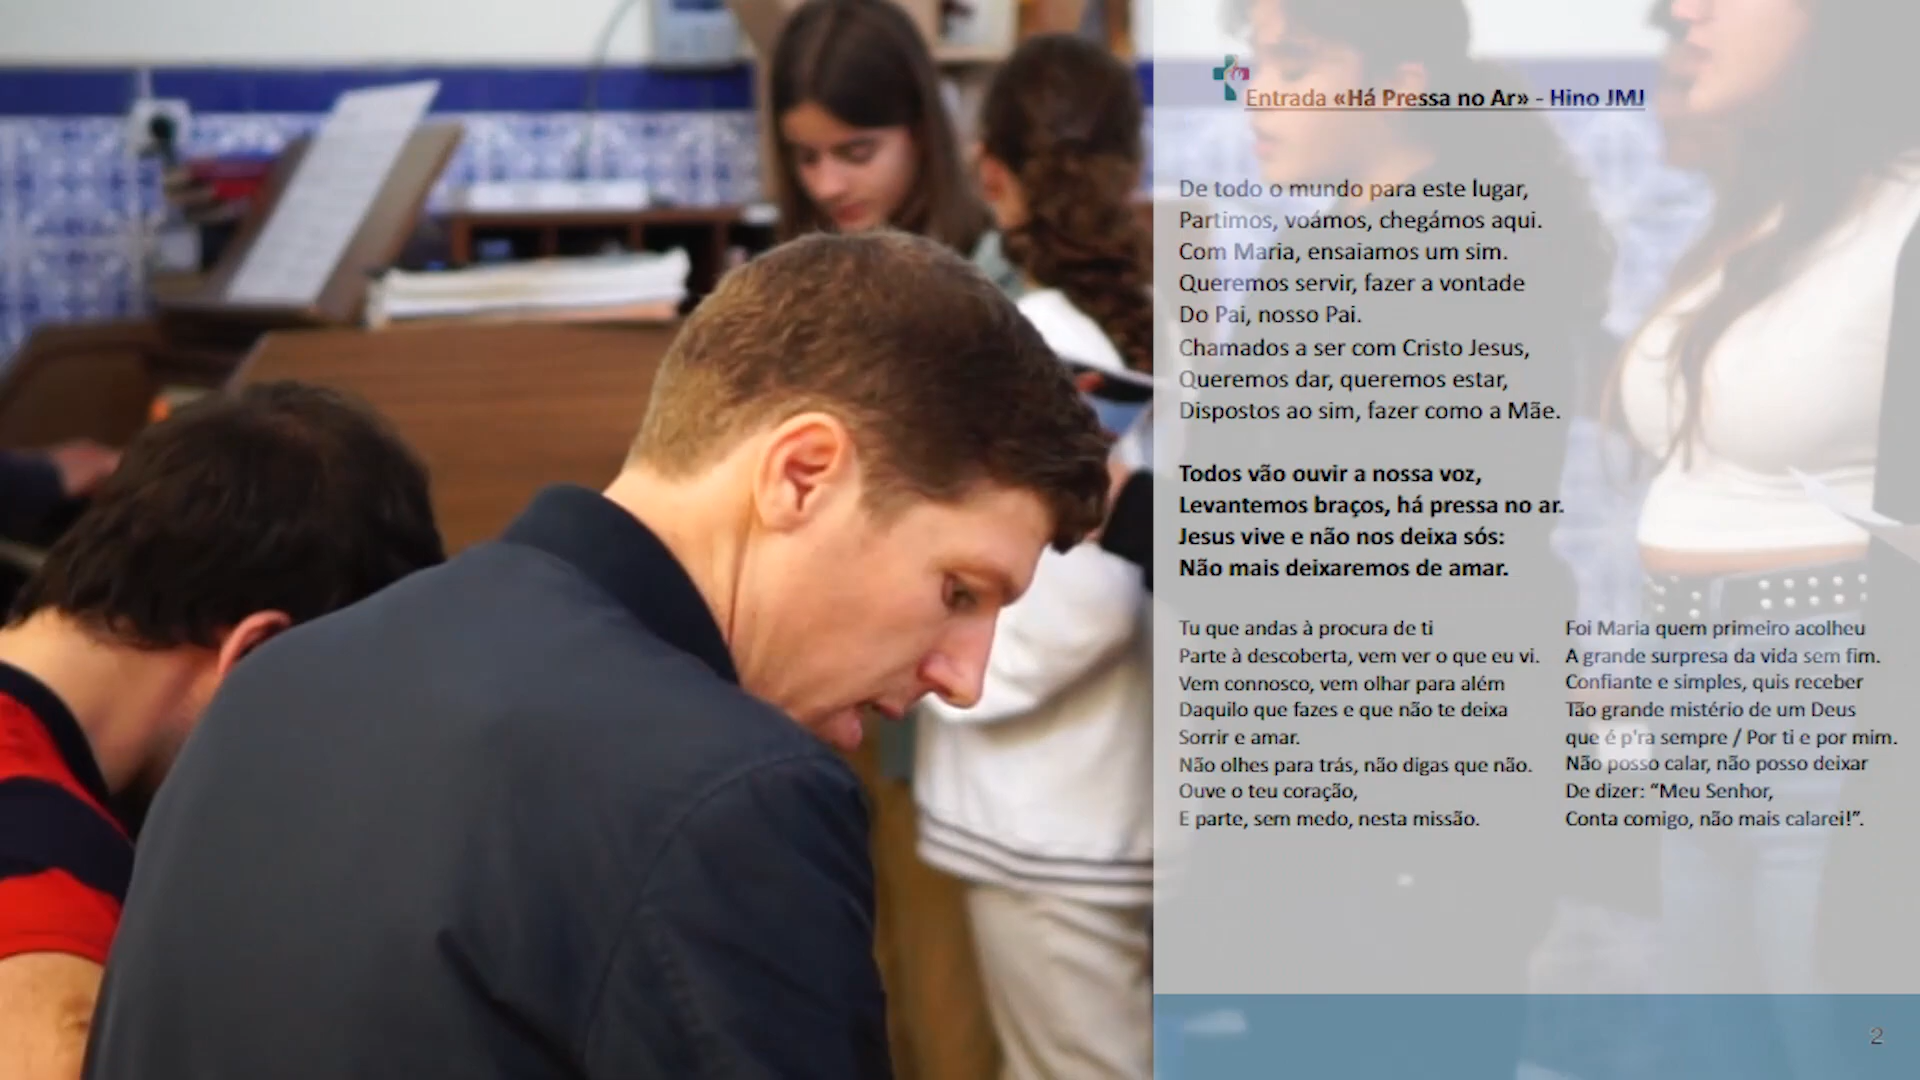 Entrada «Há Pressa no Ar» - Hino JMJ
De todo o mundo para este lugar,
Partimos, voámos, chegámos aqui.
Com Maria, ensaiamos um sim.
Queremos servir, fazer a vontade
Do Pai, nosso Pai.
Chamados a ser com Cristo Jesus,
Queremos dar, queremos estar,
Dispostos ao sim, fazer como a Mãe.
Todos vão ouvir a nossa voz,
Levantemos braços, há pressa no ar.
Jesus vive e não nos deixa sós:
Não mais deixaremos de amar.
Tu que andas à procura de ti
Parte à descoberta, vem ver o que eu vi.
Vem connosco, vem olhar para além
Daquilo que fazes e que não te deixa
Sorrir e amar.
Não olhes para trás, não digas que não.
Ouve o teu coração,
E parte, sem medo, nesta missão.
Foi Maria quem primeiro acolheu
A grande surpresa da vida sem fim.
Confiante e simples, quis receber
Tão grande mistério de um Deus
que é p'ra sempre / Por ti e por mim.
Não posso calar, não posso deixar
De dizer: “Meu Senhor,
Conta comigo, não mais calarei!”.
2